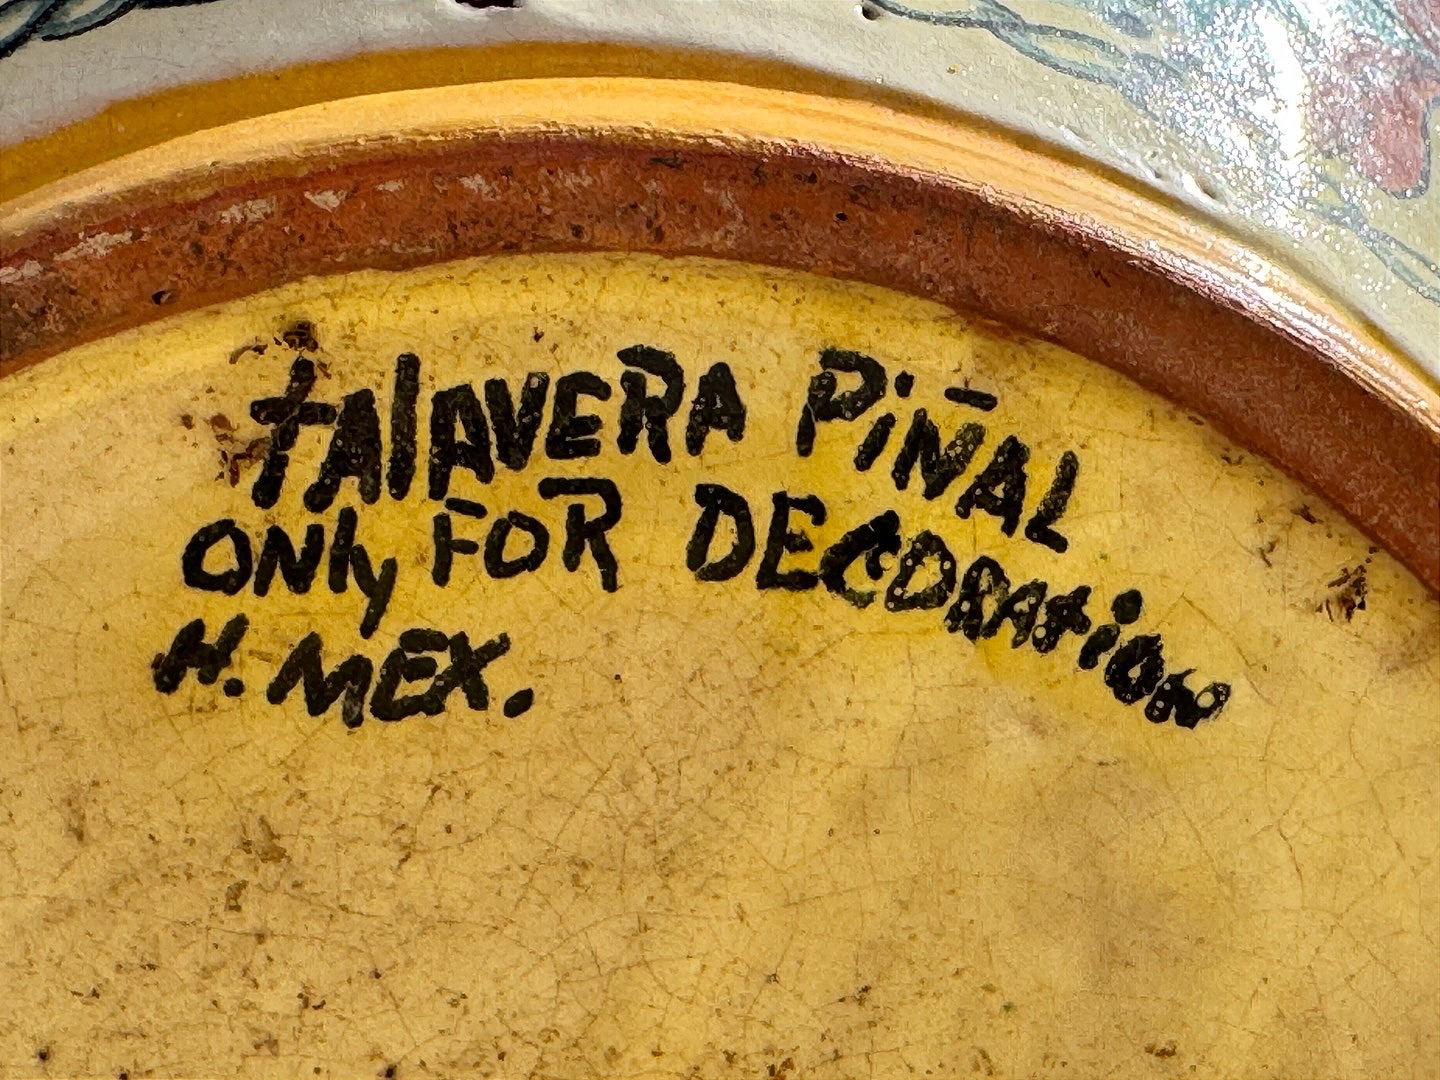 tAlAVERA PiÑAL
ONly FOR DECORAtiON
H. MEX.